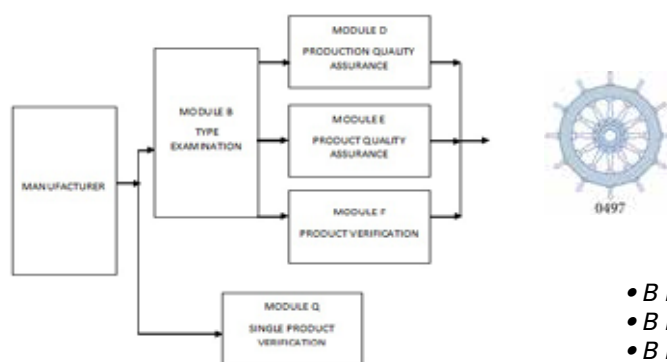 MANUFACTURER
MODULE B
TYPE
EXAMINATION
MODULE D
PRODUCTION QUALITY
ASSURANCE
MODULE E
PRODUCT QUALITY
ASSURANCE
MODULE F
PRODUCT VERIFICATION
MODULE Q
SINGLE PRODUCT
VERIFICATION
0497
• B
• B
• B